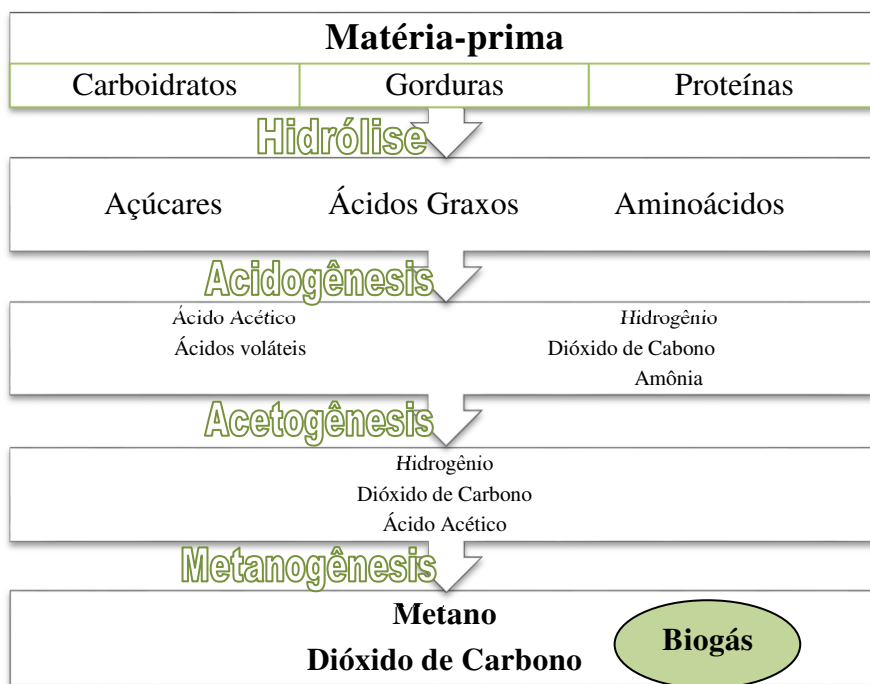 Matéria-prima
Carboidratos Gorduras Proteínas
Hidrólise
Açúcares Ácidos Graxos Aminoácidos
Acidogênesis
Ácido Acético Hidrogênio
Ácidos voláteis Dióxido de Cabono
Amônia
Acetogênesis
Hidrogênio
Dióxido de Carbono
Ácido Acético
Metanogênesis
Metano
Dióxido de Carbono
Biogás